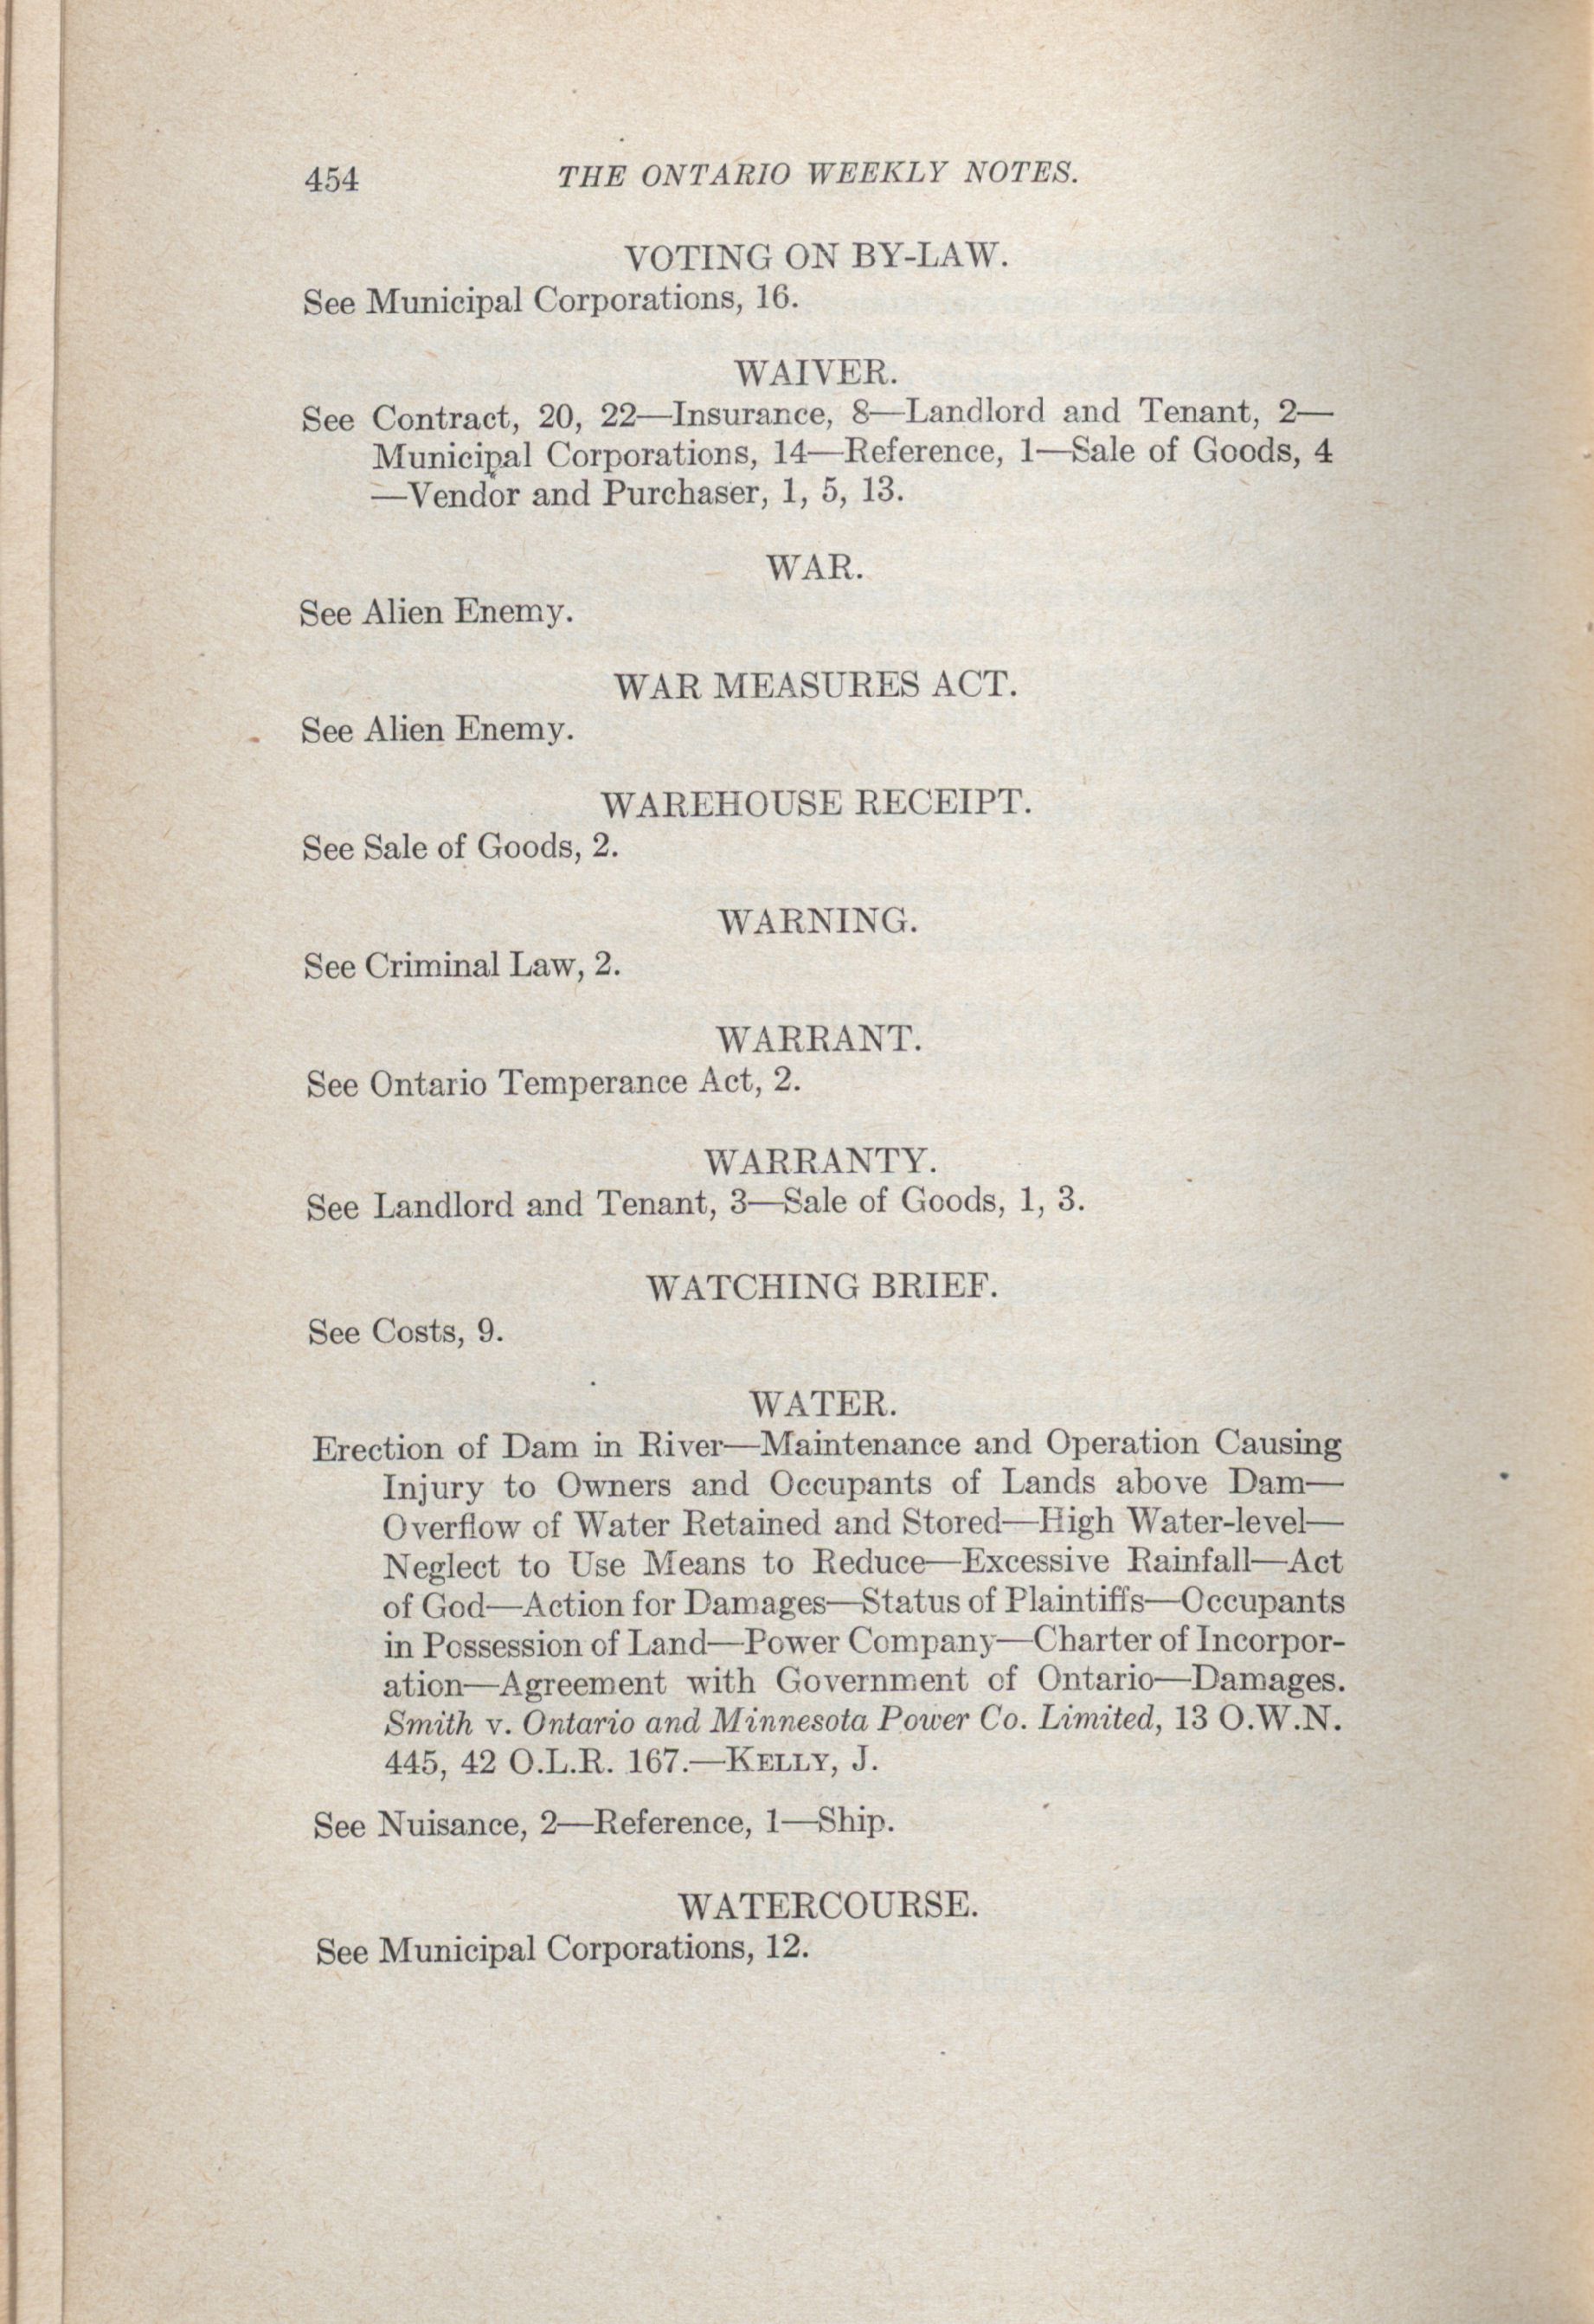 454
THE ONTARIO WEEKLY NOTES.
VOTING ON BY-LAW.
See Municipal Corporations, 16.
WAIVER.
See Contract, 20, 22—Insurance, 8—Landlord and Tenant, 2—
Municipal Corporations, 14—Reference, 1—Sale of Goods, 4
—Vendor and Purchaser, 1, 5, 13.
WAR.
See Alien Enemy.
WAR MEASURES ACT.
See Alien Enemy.
WAREHOUSE RECEIPT.
See Sale of Goods, 2.
WARNING.
See Criminal Law, 2.
WARRANT.
See Ontario Temperance Act, 2.
WARRANTY.
See Landlord and Tenant, 3—Sale of Goods, 1, 3.
WATCHING BRIEF.
See Costs, 9.
WATER.
Erection of Dam in River—Maintenance and Operation Causing
Injury to Owners and Occupants of Lands above Dam—
Overflow of Water Retained and Stored—High Water-level—
Neglect to Use Means to Reduce—Excessive Rainfall—Act
of God—Action for Damages—Status of Plaintiffs—Occupants
in Possession of Land—Power Company—Charter of Incorpor-
ation—Agreement with Government of Ontario—Damages.
Smith v. Ontario and Minnesota Power Co. Limited, 13 O.W.N.
445, 42 O.L.R. 167.—KELLY, J.
See Nuisance, 2—Reference, 1—Ship.
WATERCOURSE.
See Municipal Corporations, 12.